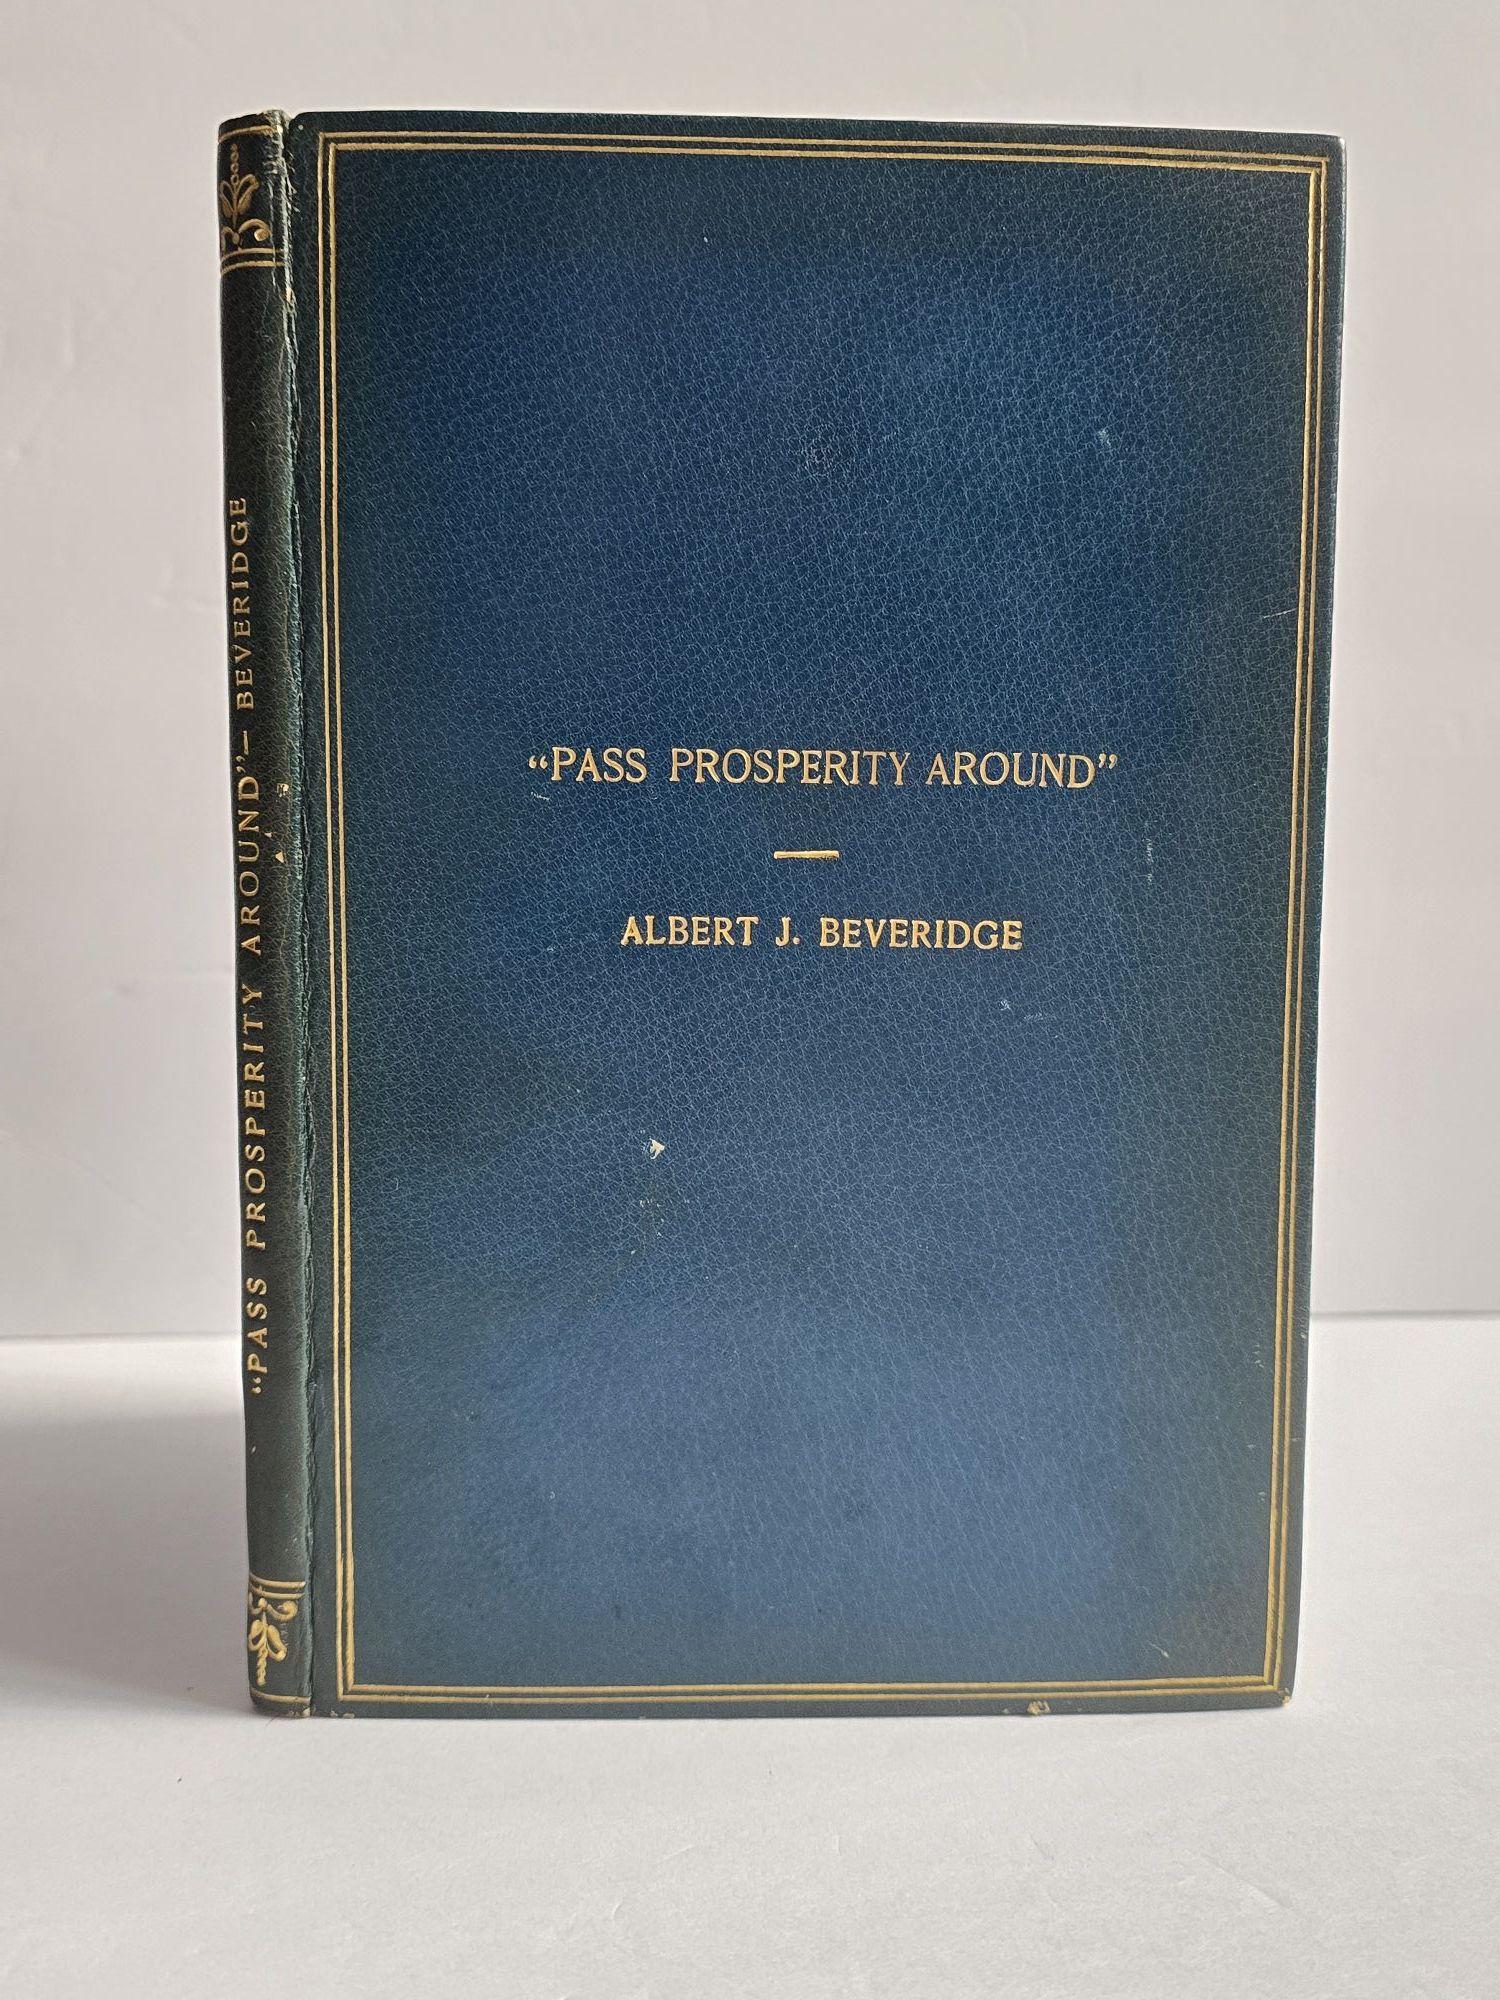 "PASS PROSPERITY AROUND"—BEVERIDGE
"PASS PROSPERITY AROUND"
—
ALBERT J. BEVERIDGE